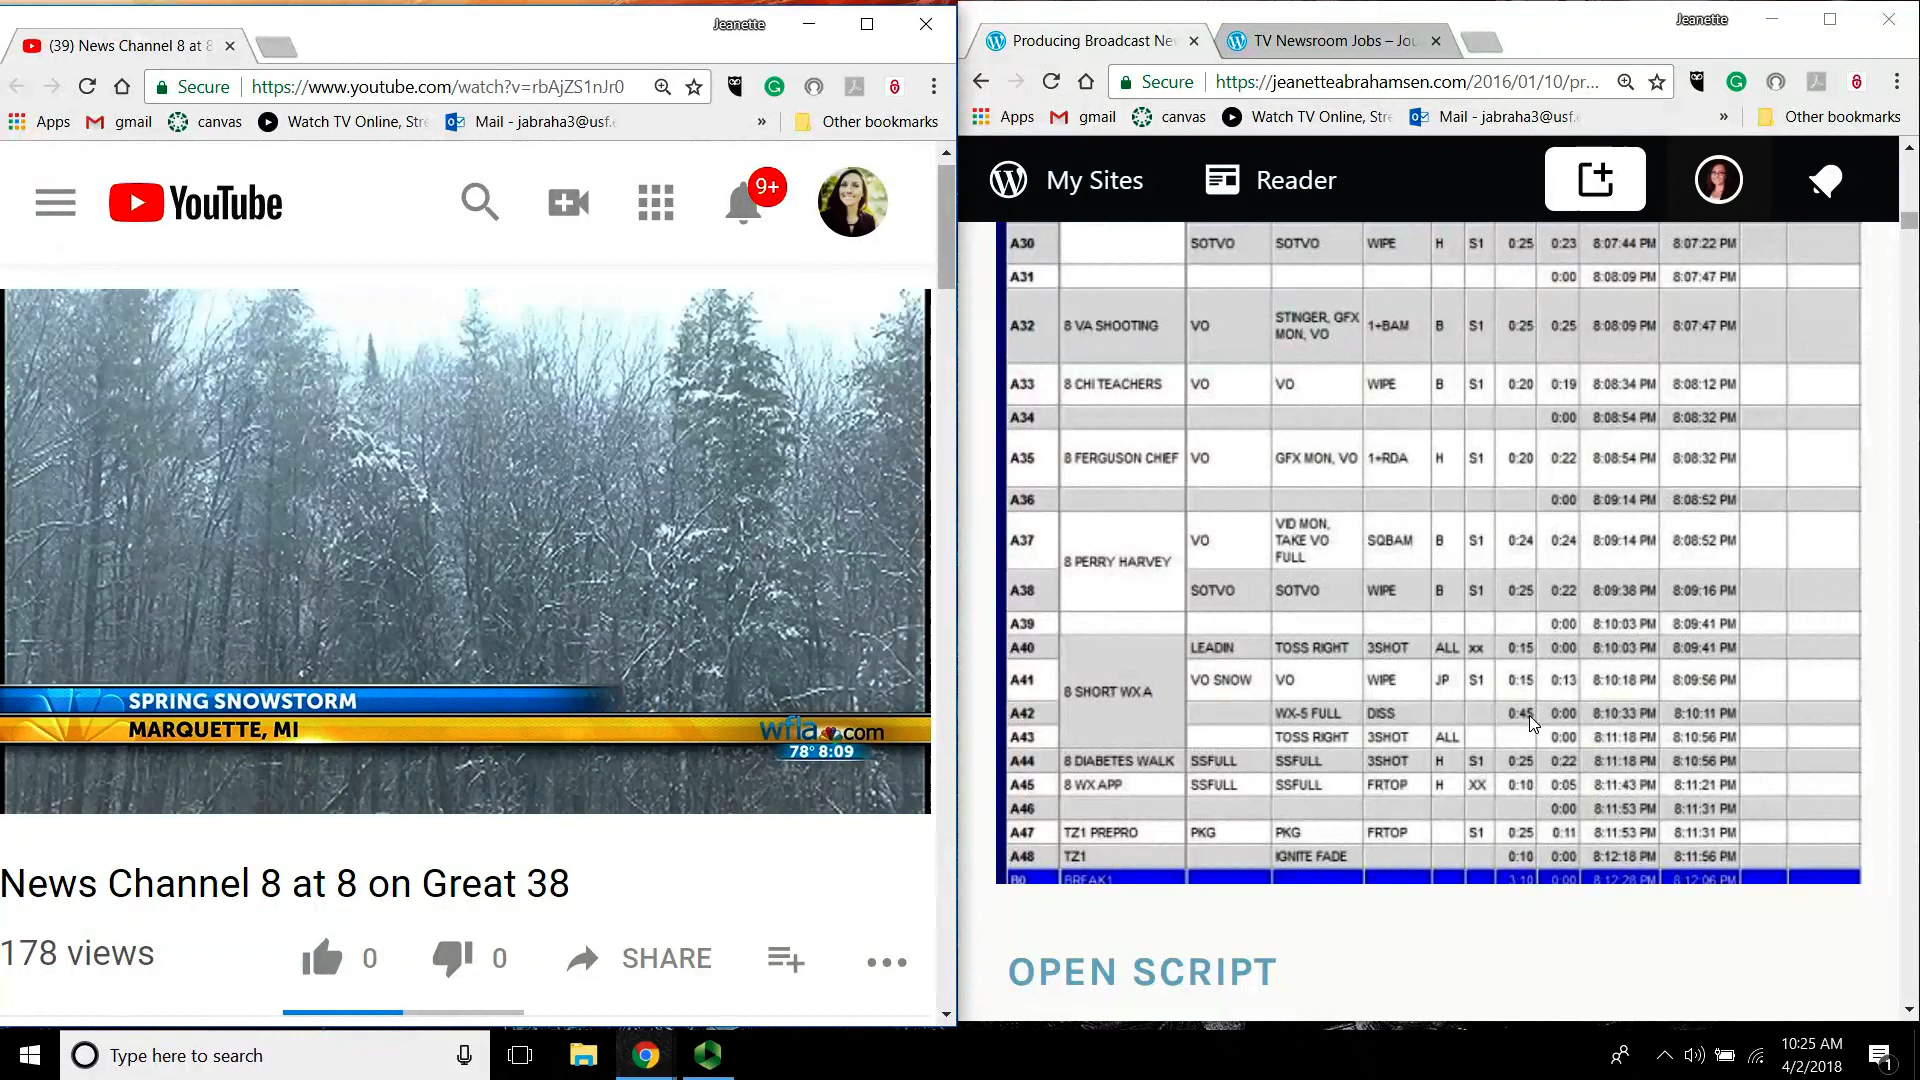 Jeanette
(39) News Channel 8 at 8
Secure https://www.youtube.com/watch?v=rbAjZS1nJr0
Apps gmail canvas Watch TV Online, Stre Mail - jabraha3@usf.e » Other bookmarks
YouTube 9+
SPRING SNOWSTORM
MARQUETTE, MI
wfla.com
78° 8:09
News Channel 8 at 8 on Great 38
178 views 0 0 SHARE
Jeanette
Producing Broadcast Nev TV Newsroom Jobs – Jou
Secure https://jeanetteabrahamsen.com/2016/01/10/pr...
Apps gmail canvas Watch TV Online, Stre Mail - jabraha3@usf.e » Other bookmarks
My Sites Reader
A30 SOTVO SOTVO WIPE H S1 0:25 0:23 8:07:44 PM 8:07:22 PM
A31 0:00 8:08:09 PM 8:07:47 PM
A32 8 VA SHOOTING VO STINGER, GFX MON, VO 1+BAM B S1 0:25 0:25 8:08:09 PM 8:07:47 PM
A33 8 CHI TEACHERS VO VO WIPE B S1 0:20 0:19 8:08:34 PM 8:08:12 PM
A34 0:00 8:08:54 PM 8:08:32 PM
A35 8 FERGUSON CHIEF VO GFX MON, VO 1+RDA H S1 0:20 0:22 8:08:54 PM 8:08:32 PM
A36 0:00 8:09:14 PM 8:08:52 PM
A37 8 PERRY HARVEY VO VID MON, TAKE VO FULL SQBAM B S1 0:24 0:24 8:09:14 PM 8:08:52 PM
A38 SOTVO SOTVO WIPE B S1 0:25 0:22 8:09:38 PM 8:09:16 PM
A39 0:00 8:10:03 PM 8:09:41 PM
A40 LEADIN TOSS RIGHT 3SHOT ALL xx 0:15 0:00 8:10:03 PM 8:09:41 PM
A41 8 SHORT WX A VO SNOW VO WIPE JP S1 0:15 0:13 8:10:18 PM 8:09:56 PM
A42 WX-5 FULL DISS 0:45 0:00 8:10:33 PM 8:10:11 PM
A43 TOSS RIGHT 3SHOT ALL 0:00 8:11:18 PM 8:10:56 PM
A44 8 DIABETES WALK SSFULL SSFULL 3SHOT H S1 0:25 0:22 8:11:18 PM 8:10:56 PM
A45 8 WX APP SSFULL SSFULL FRTOP H XX 0:10 0:05 8:11:43 PM 8:11:21 PM
A46 0:00 8:11:53 PM 8:11:31 PM
A47 TZ1 PREPRO PKG PKG FRTOP S1 0:25 0:11 8:11:53 PM 8:11:31 PM
A48 TZ1 IGNITE FADE 0:10 0:00 8:12:18 PM 8:11:56 PM
B0 BREAK1 3:10 0:00 8:12:28 PM 8:12:06 PM
OPEN SCRIPT
Type here to search
10:25 AM
4/2/2018
1